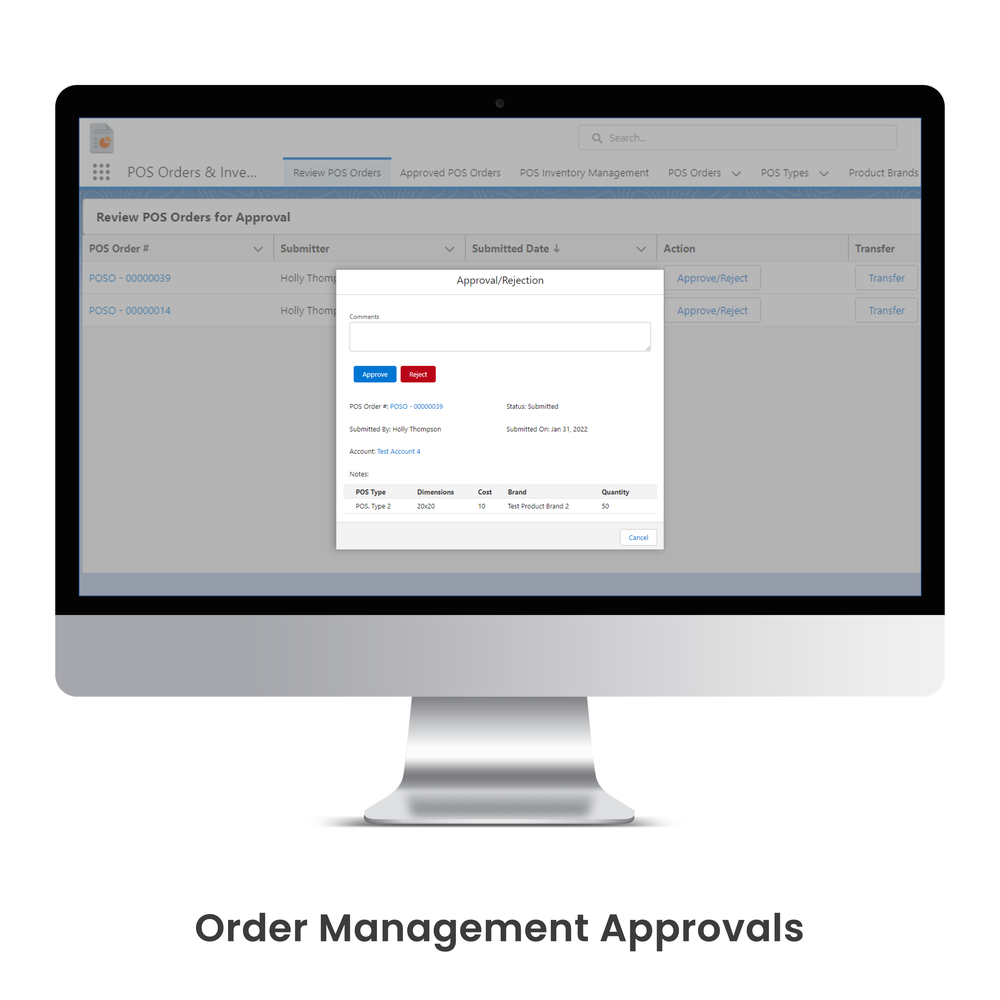 Search...
POS Orders & Inve...
Review POS Orders
Approved POS Orders
POS Inventory Management
POS Orders
POS Types
Product Brands
Review POS Orders for Approval
POS Order # Submitter Submitted Date Action Transfer
POSO - 00000039 Holly Thomp Approve/Reject Transfer
POSO - 00000014 Holly Thomp Approve/Reject Transfer
Approval/Rejection
Comments
Approve Reject
POS Order #: POSO - 00000039 Status: Submitted
Submitted By: Holly Thompson Submitted On: Jan 31, 2022
Account: Test Account 4
Notes:
POS Type Dimensions Cost Brand Quantity
POS. Type 2 20x20 10 Test Product Brand 2 50
Cancel
Order Management Approvals